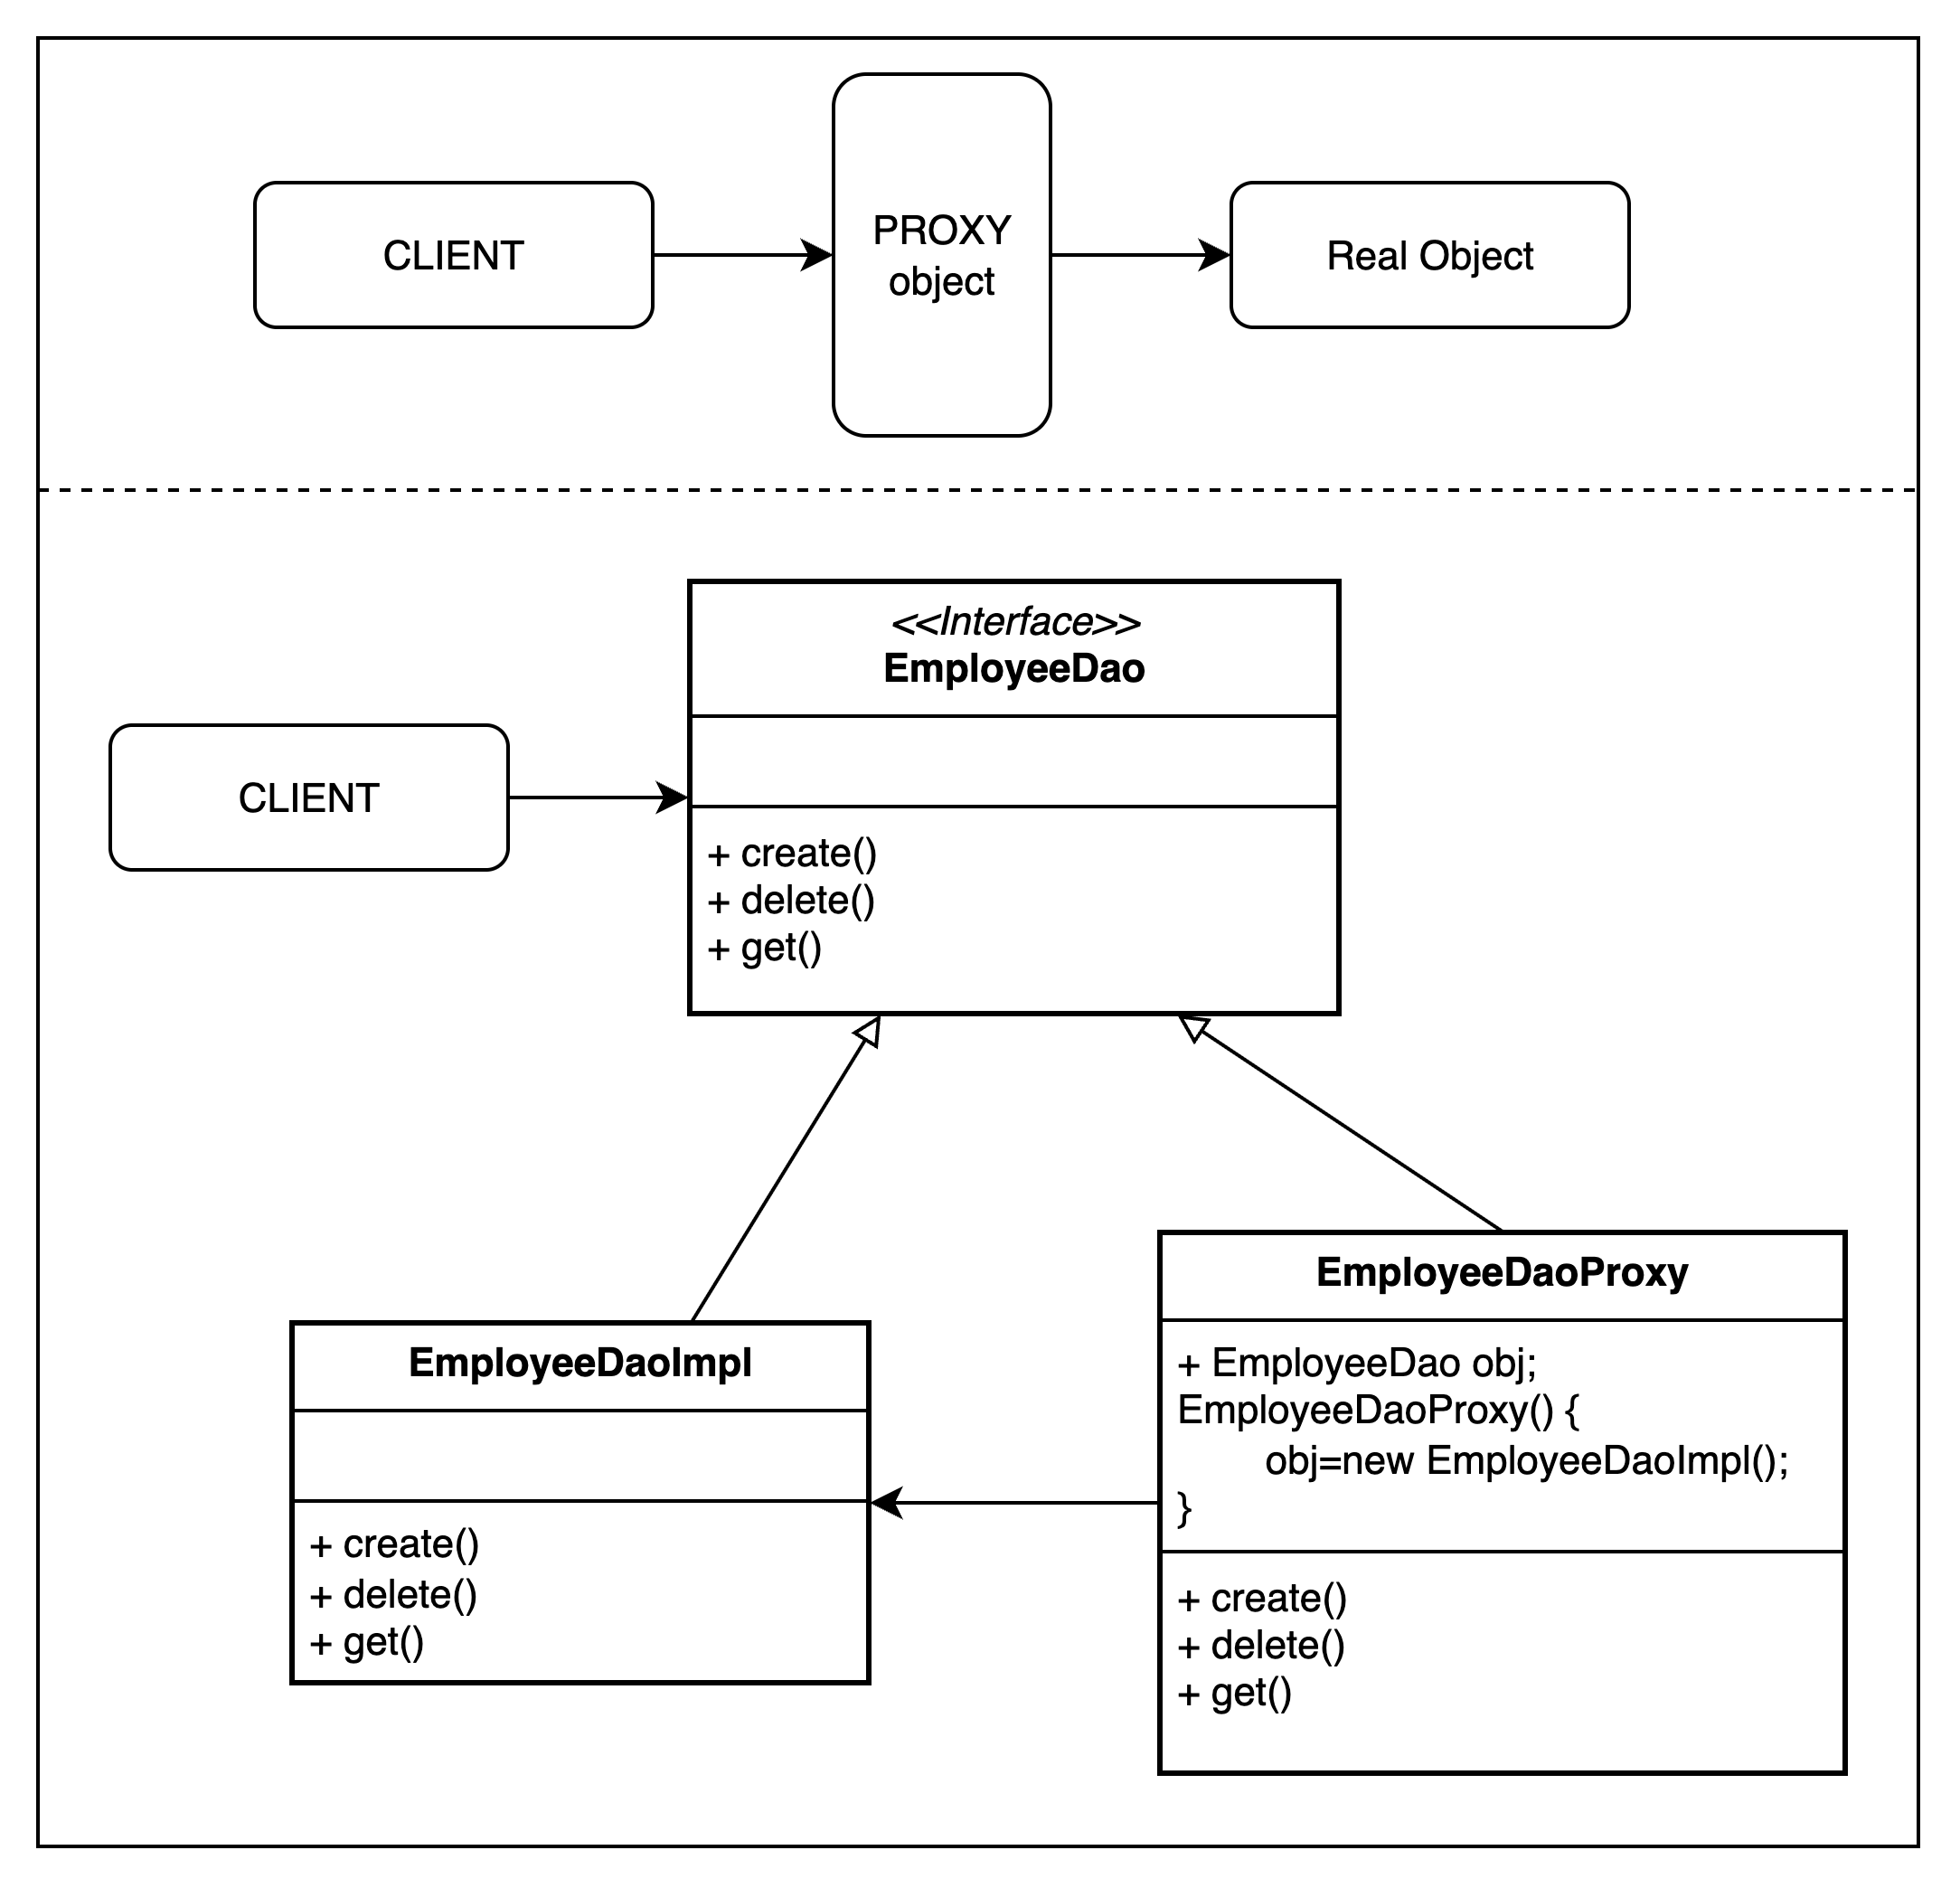 CLIENT
PROXY
object
Real Object
<<Interface>>
EmployeeDao
CLIENT
+ create()
+ delete()
+ get()
EmployeeDaoImpl
+ create()
+ delete()
+ get()
EmployeeDaoProxy
+ EmployeeDao obj;
EmployeeDaoProxy() {
obj=new EmployeeDaoImpl();
}
+ create()
+ delete()
+ get()